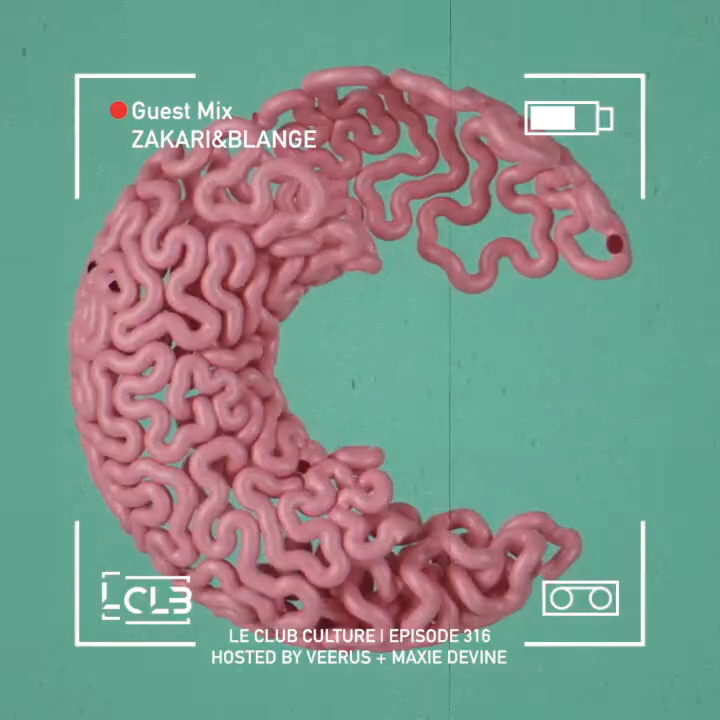 Guest Mix
ZAKARI&BLANGE
LCLB
LE CLUB CULTURE | EPISODE 316
HOSTED BY VEERUS + MAXIE DEVINE